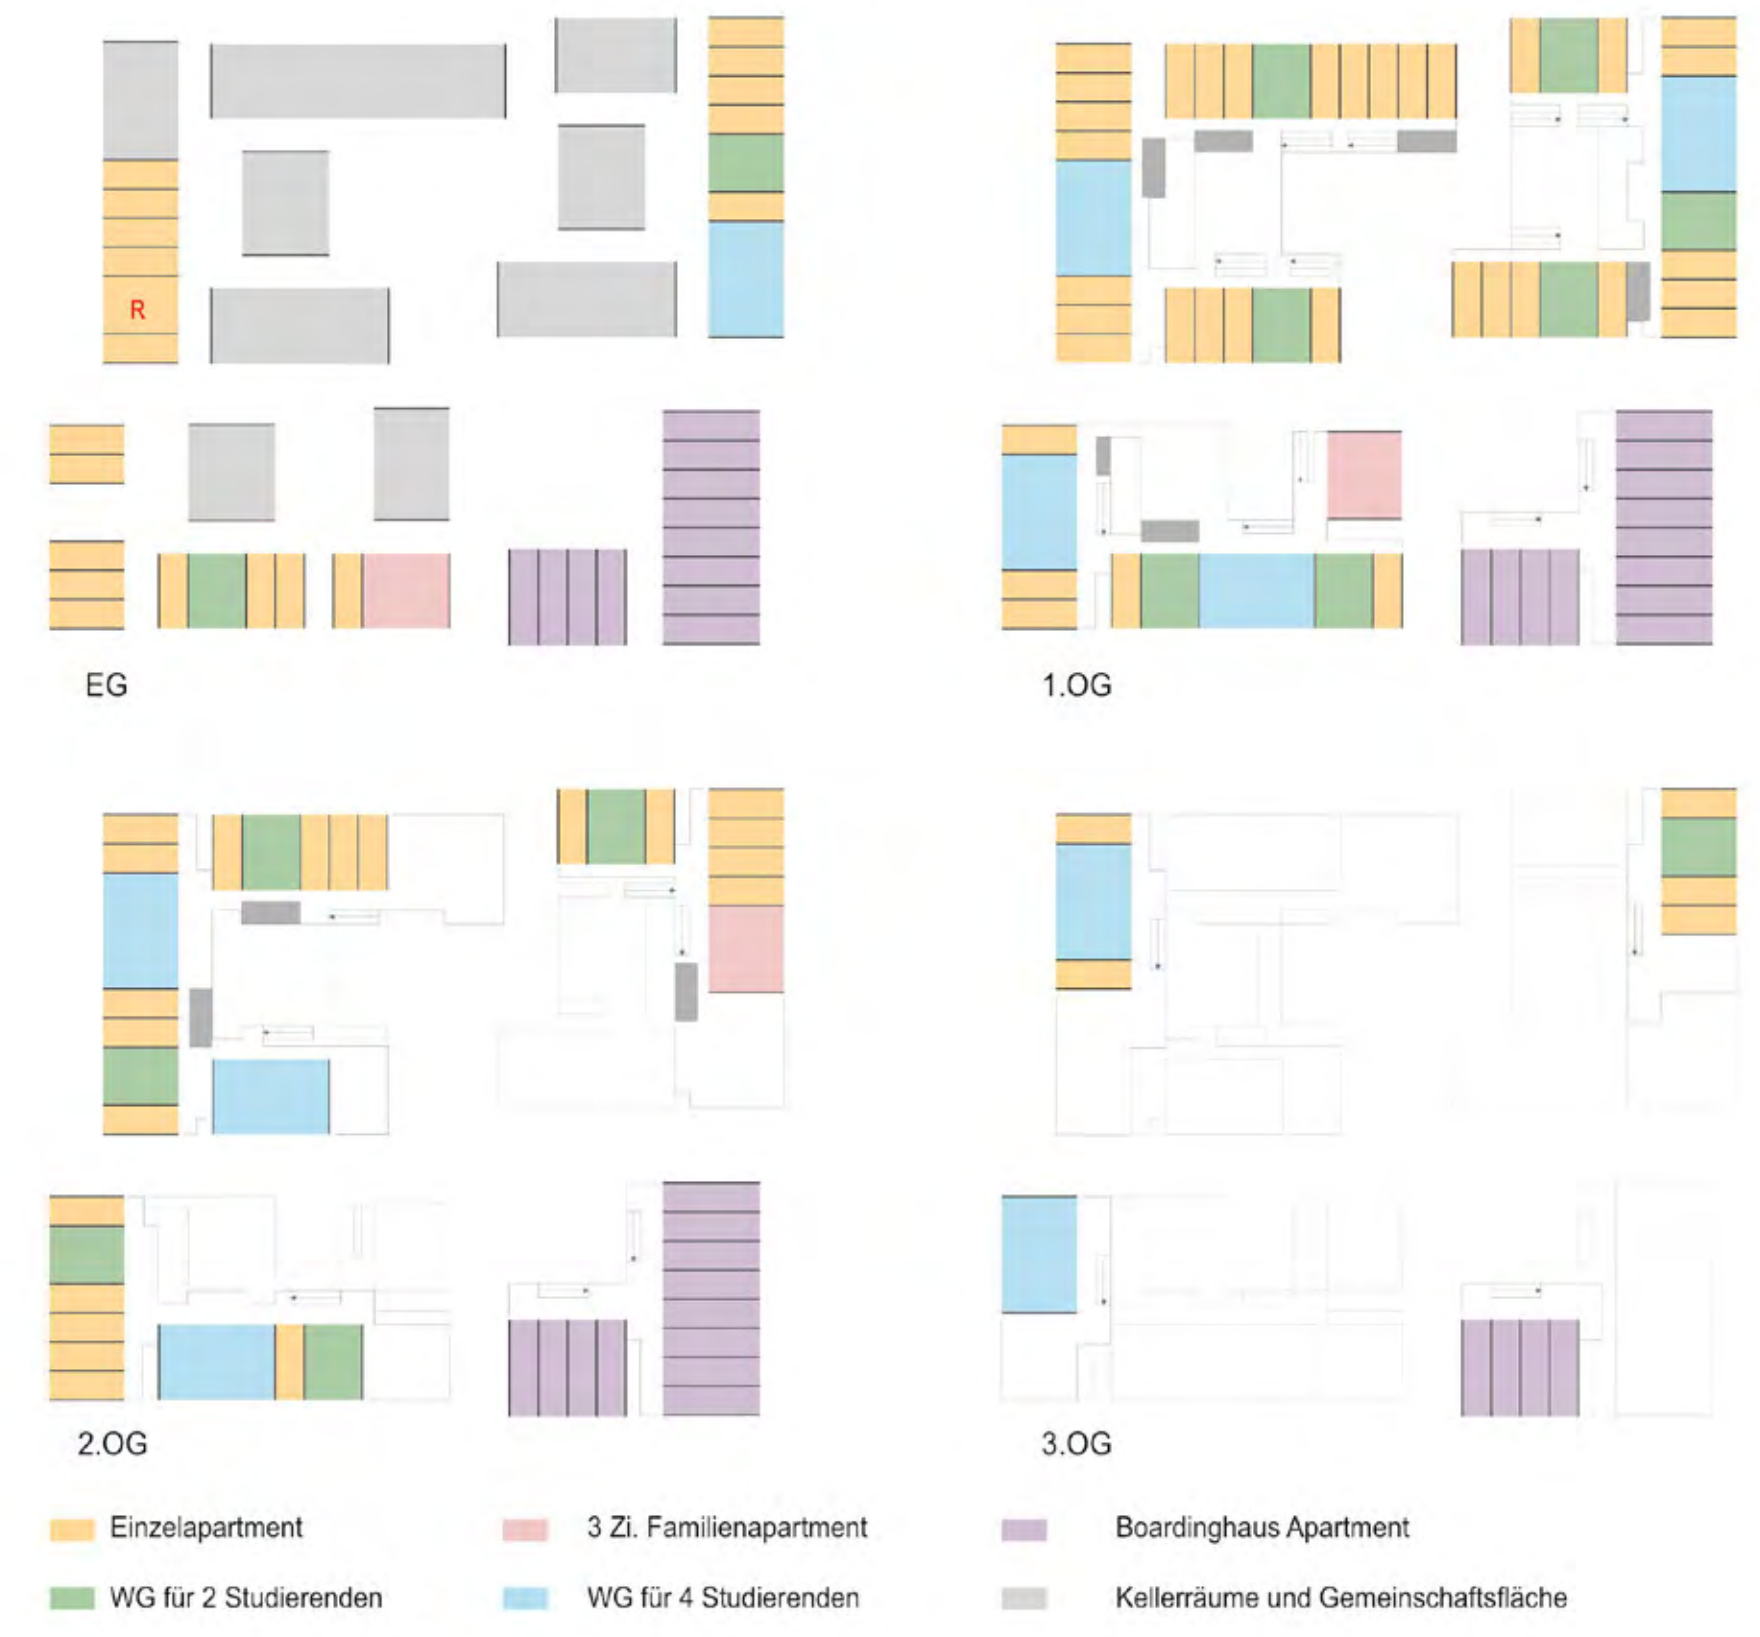 R
EG
1.OG
2.OG
3.OG
Einzelapartment
3 Zi. Familienapartment
Boardinghaus Apartment
WG für 2 Studierenden
WG für 4 Studierenden
Kellerräume und Gemeinschaftsfläche